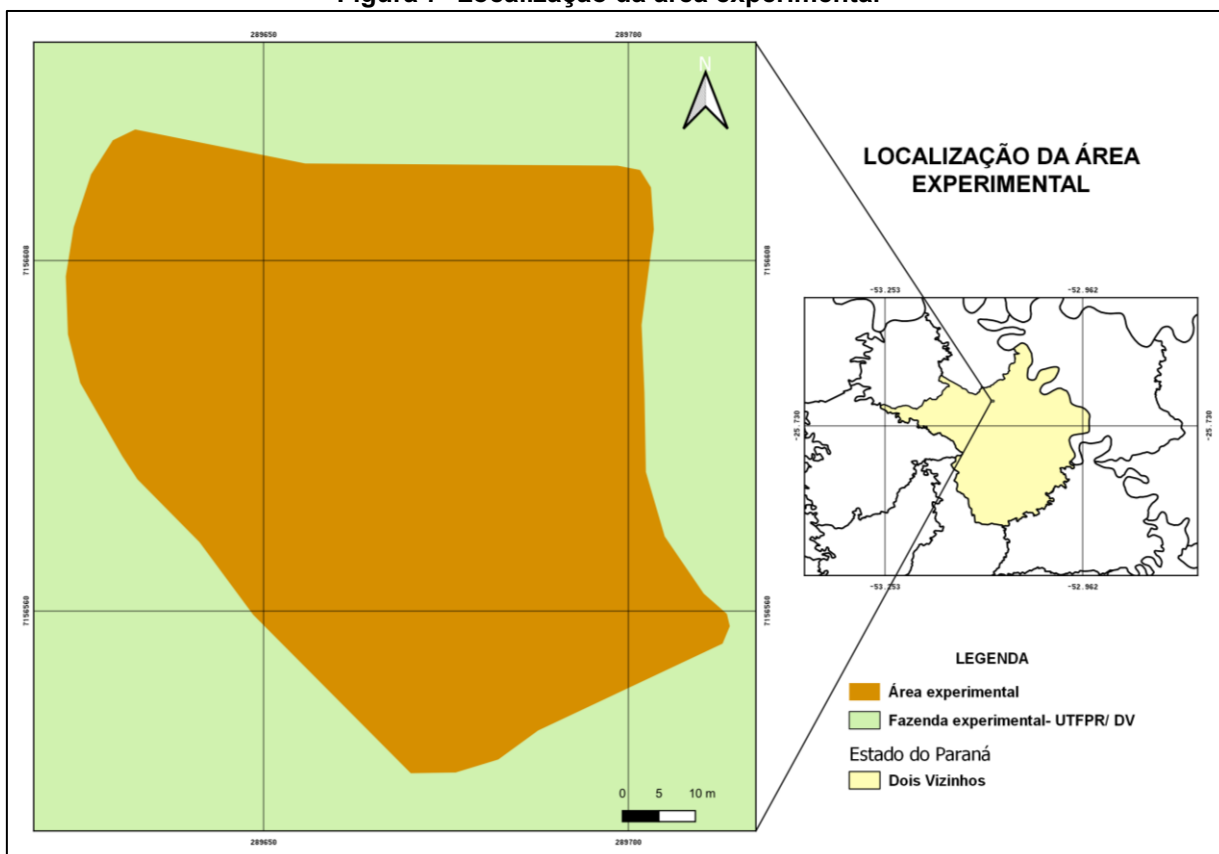 289650
289700
N
LOCALIZAÇÃO DA ÁREA
EXPERIMENTAL
7156608
7156608
-53.253
-52.962
-25.730
-25.730
-53.253
-52.962
7156560
7156560
LEGENDA
Área experimental
Fazenda experimental- UTFPR/ DV
Estado do Paraná
Dois Vizinhos
0 5 10 m
289650
289700